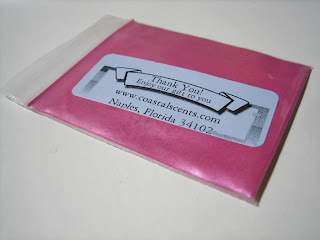 Thank You!
Enjoy our gift to you
www.coastalscents.com
Naples, Florida 34102